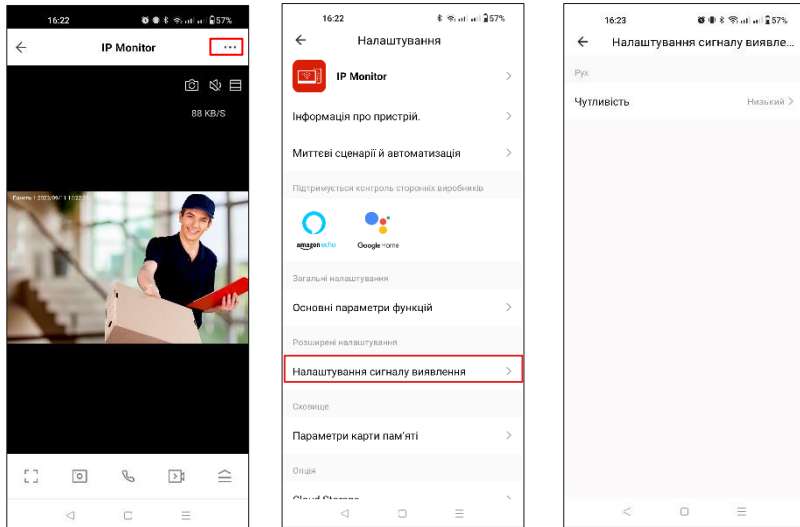 16:22
57%
IP Monitor
88 KB/S
16:22
57%
Налаштування
IP Monitor
Інформація про пристрій.
Миттєві сценарії й автоматизація
Підтримується контроль сторонніх виробників
amazon echo
Google Home
Загальні налаштування
Основні параметри функцій
Розширені налаштування
Налаштування сигналу виявлення
Сховище
Параметри карти пам'яті
Опція
Cloud Storage
16:23
57%
Налаштування сигналу виявле...
Рух
Чутливість
Низький